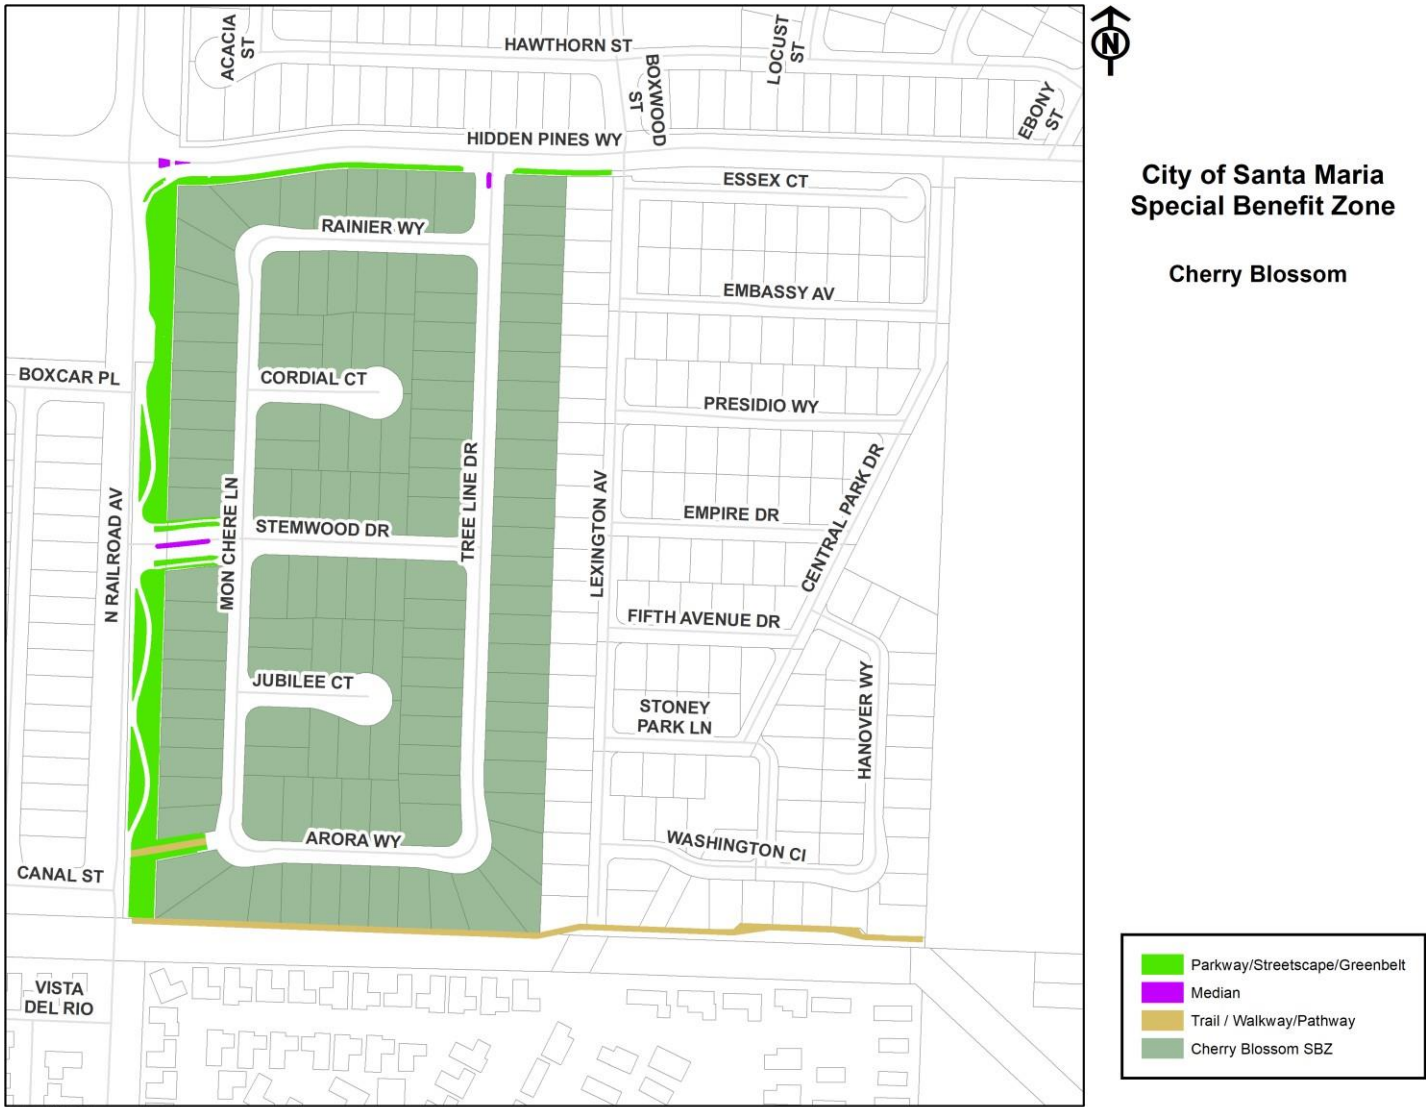 ACACIA
ST
HAWTHORN ST
LOCUST
ST
BOXWOOD
ST
EBONY
ST
HIDDEN PINES WY
ESSEX CT
RAINIER WY
EMBASSY AV
BOXCAR PL
CORDIAL CT
PRESIDIO WY
N RAILROAD AV
MON CHERE LN
STEMWOOD DR
TREE LINE DR
LEXINGTON AV
EMPIRE DR
CENTRAL PARK DR
FIFTH AVENUE DR
JUBILEE CT
STONEY
PARK LN
HANOVER WY
ARORA WY
WASHINGTON CI
CANAL ST
VISTA
DEL RIO
N
City of Santa Maria
Special Benefit Zone
Cherry Blossom
Parkway/Streetscape/Greenbelt
Median
Trail / Walkway/Pathway
Cherry Blossom SBZ